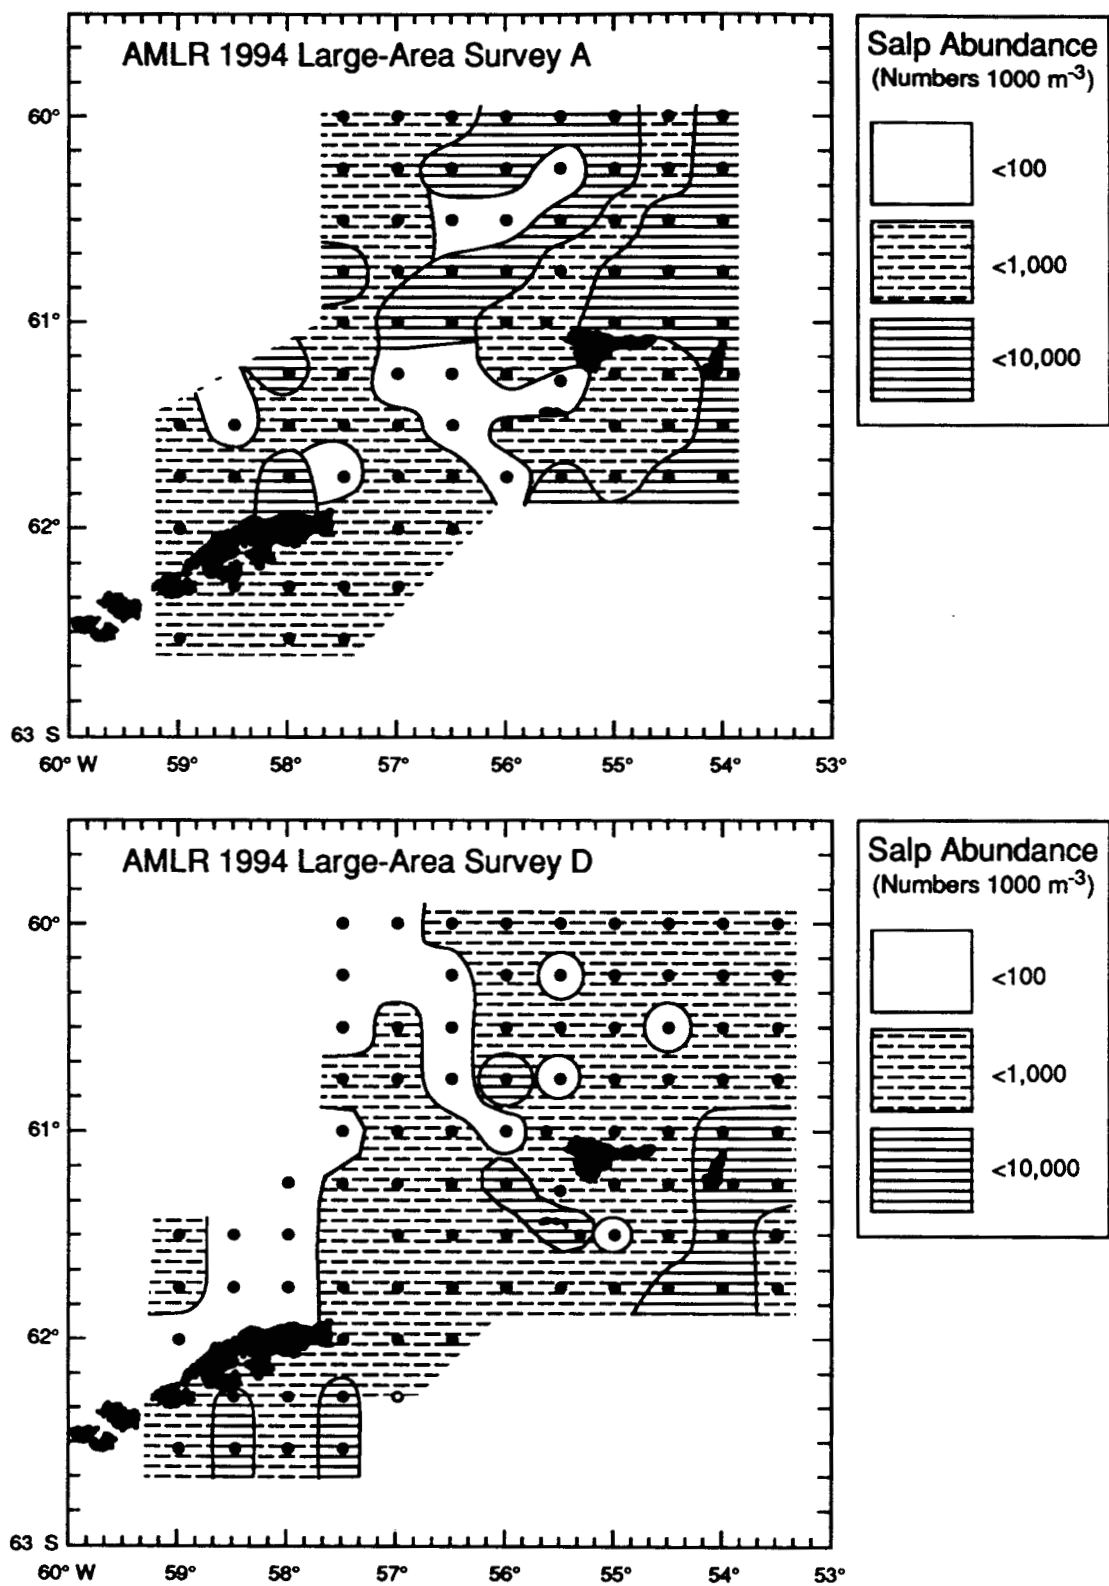 AMLR 1994 Large-Area Survey A
Salp Abundance
(Numbers 1000 m⁻³)
<100
<1,000
<10,000
60°
61°
62°
63 S
60° W 59° 58° 57° 56° 55° 54° 53°
AMLR 1994 Large-Area Survey D
Salp Abundance
(Numbers 1000 m⁻³)
<100
<1,000
<10,000
60°
61°
62°
63 S
60° W 59° 58° 57° 56° 55° 54° 53°